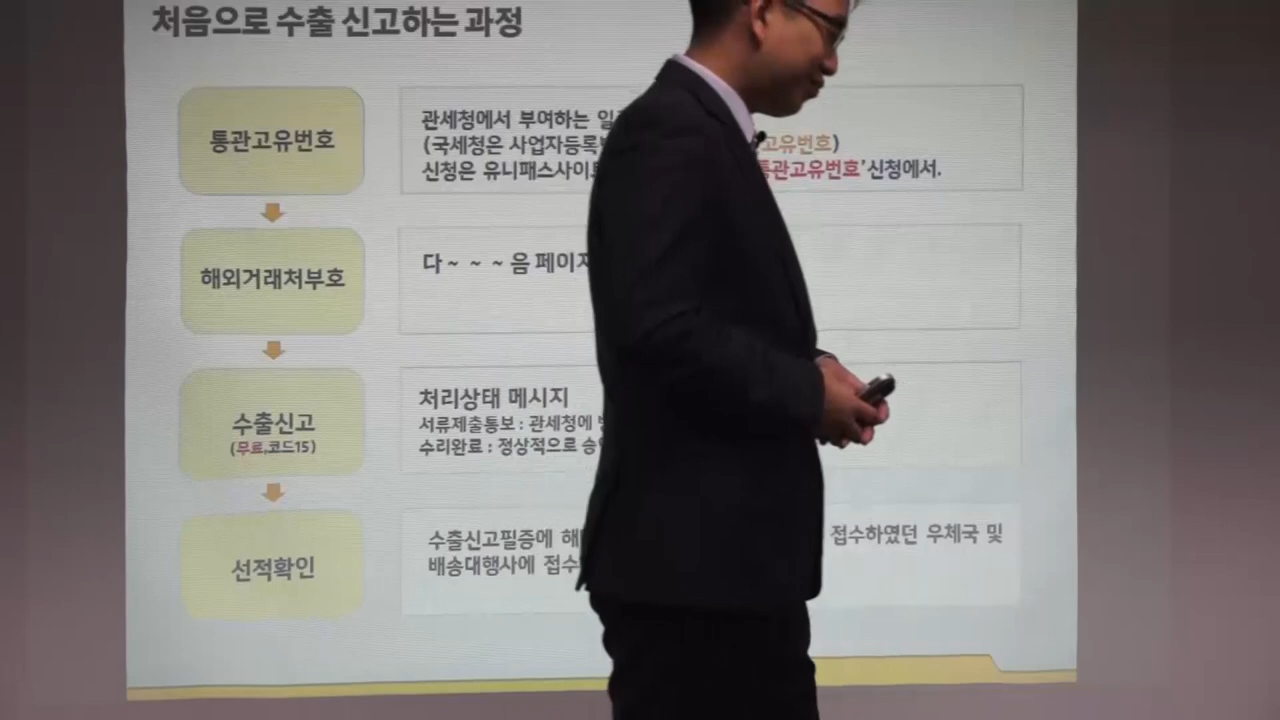 처음으로 수출 신고하는 과정
통관고유번호
관세청에서 부여하는
(국세청은 사업자등록 고유번호)
신청은 유니패스사이트 통관고유번호' 신청에서.
해외거래처부호
다~ ~ ~음 페이지
수출신고
(무료,코드15)
처리상태 메시지
서류제출통보 : 관세청에
수리완료 : 정상적으로
선적확인
수출신고필증에 접수하였던 우체국 및
배송대행사에 접수